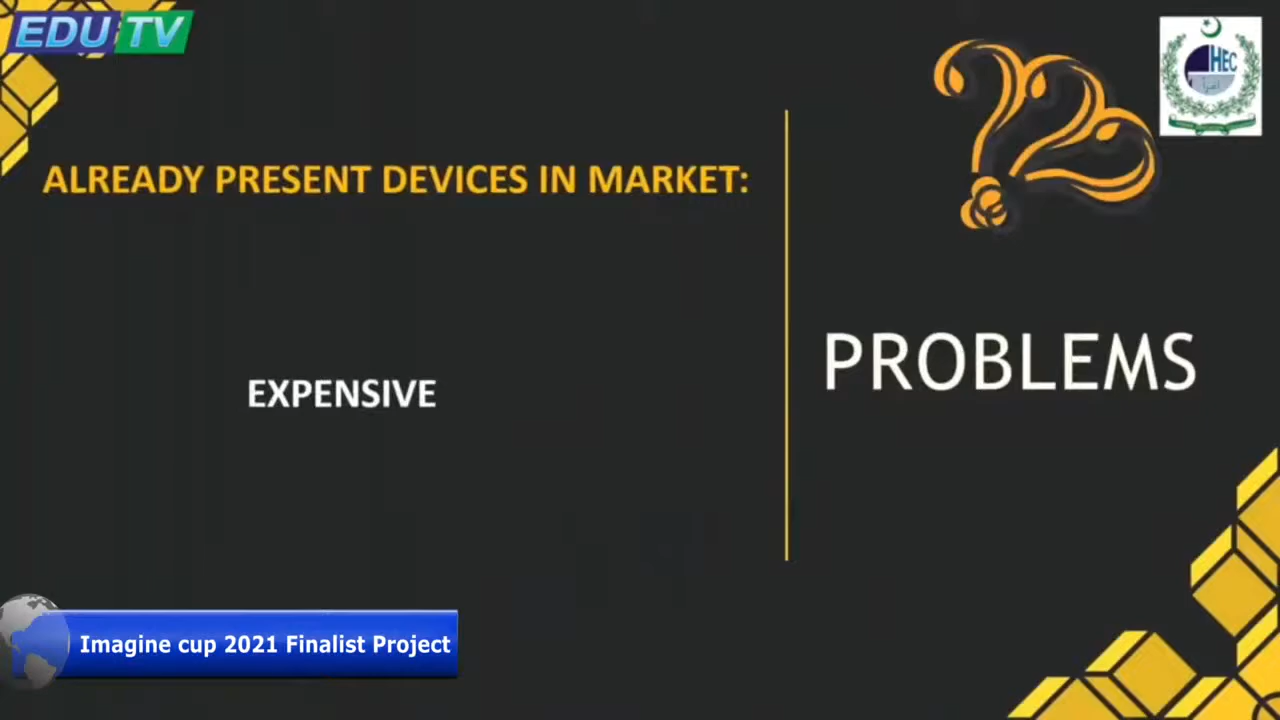 EDU TV
HEC
ALREADY PRESENT DEVICES IN MARKET:
PROBLEMS
EXPENSIVE
Imagine cup 2021 Finalist Project